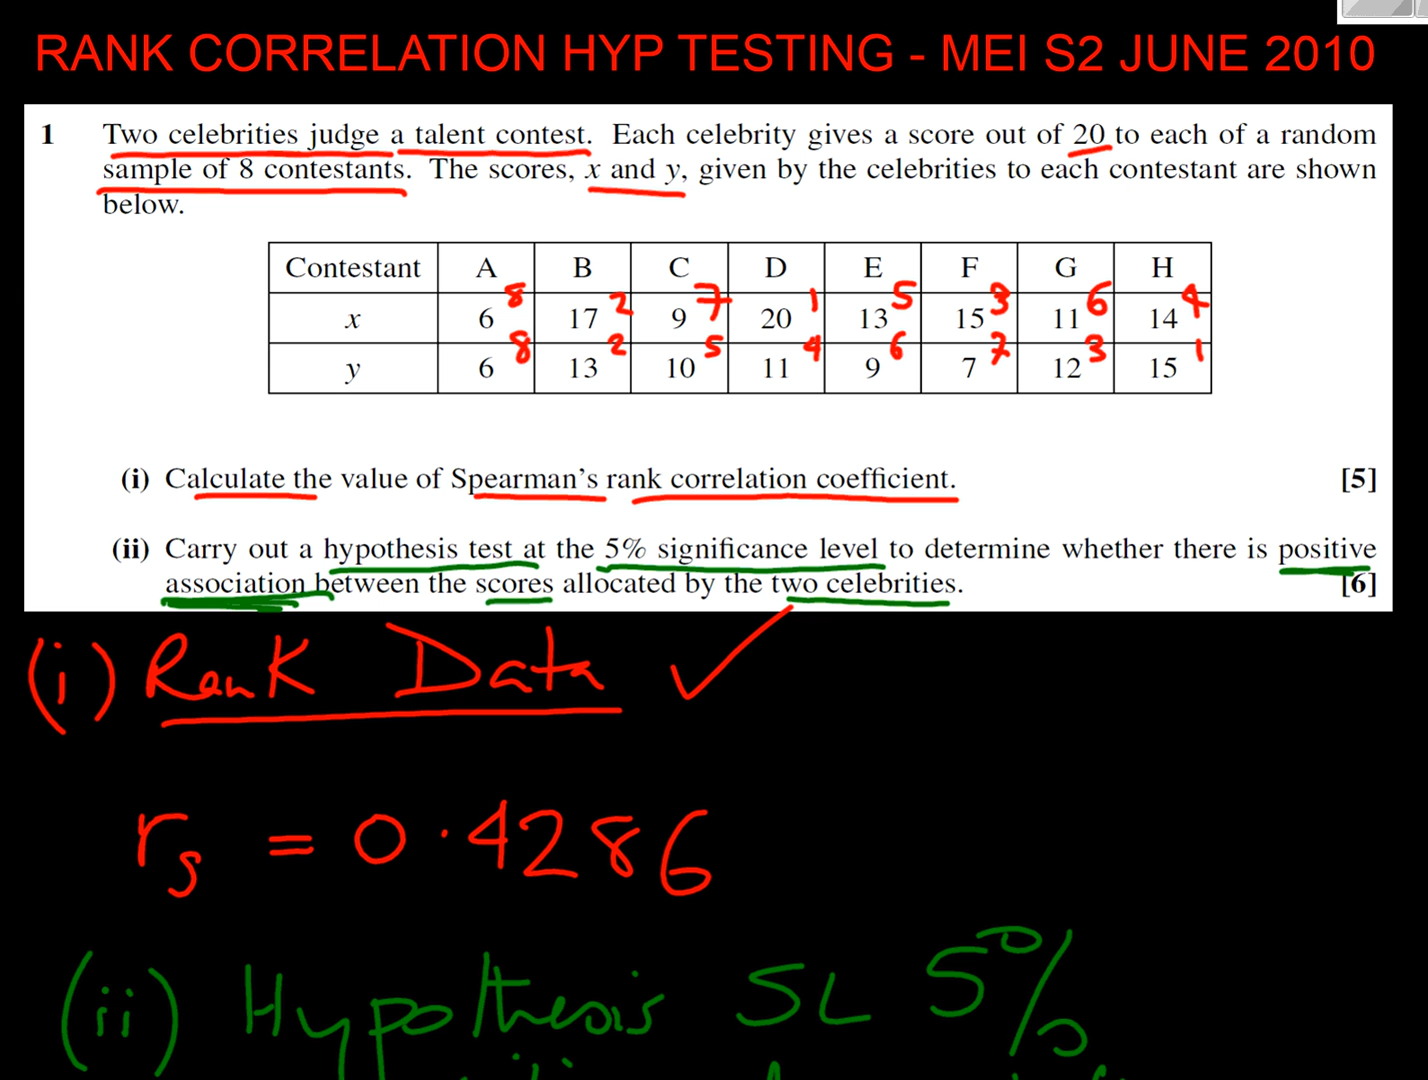 RANK CORRELATION HYP TESTING - MEI S2 JUNE 2010
1 Two celebrities judge a talent contest. Each celebrity gives a score out of 20 to each of a random
sample of 8 contestants. The scores, x and y, given by the celebrities to each contestant are shown
below.
Contestant A B C D E F G H
8 2 7 1 5 3 6 4
x 6 17 9 20 13 15 11 14
8 2 5 4 6 7 3 1
y 6 13 10 11 9 7 12 15
(i) Calculate the value of Spearman's rank correlation coefficient. [5]
(ii) Carry out a hypothesis test at the 5% significance level to determine whether there is positive
association between the scores allocated by the two celebrities. [6]
(i) Rank Data ✓
rs = 0.4286
(ii) Hypothesis SL 5%